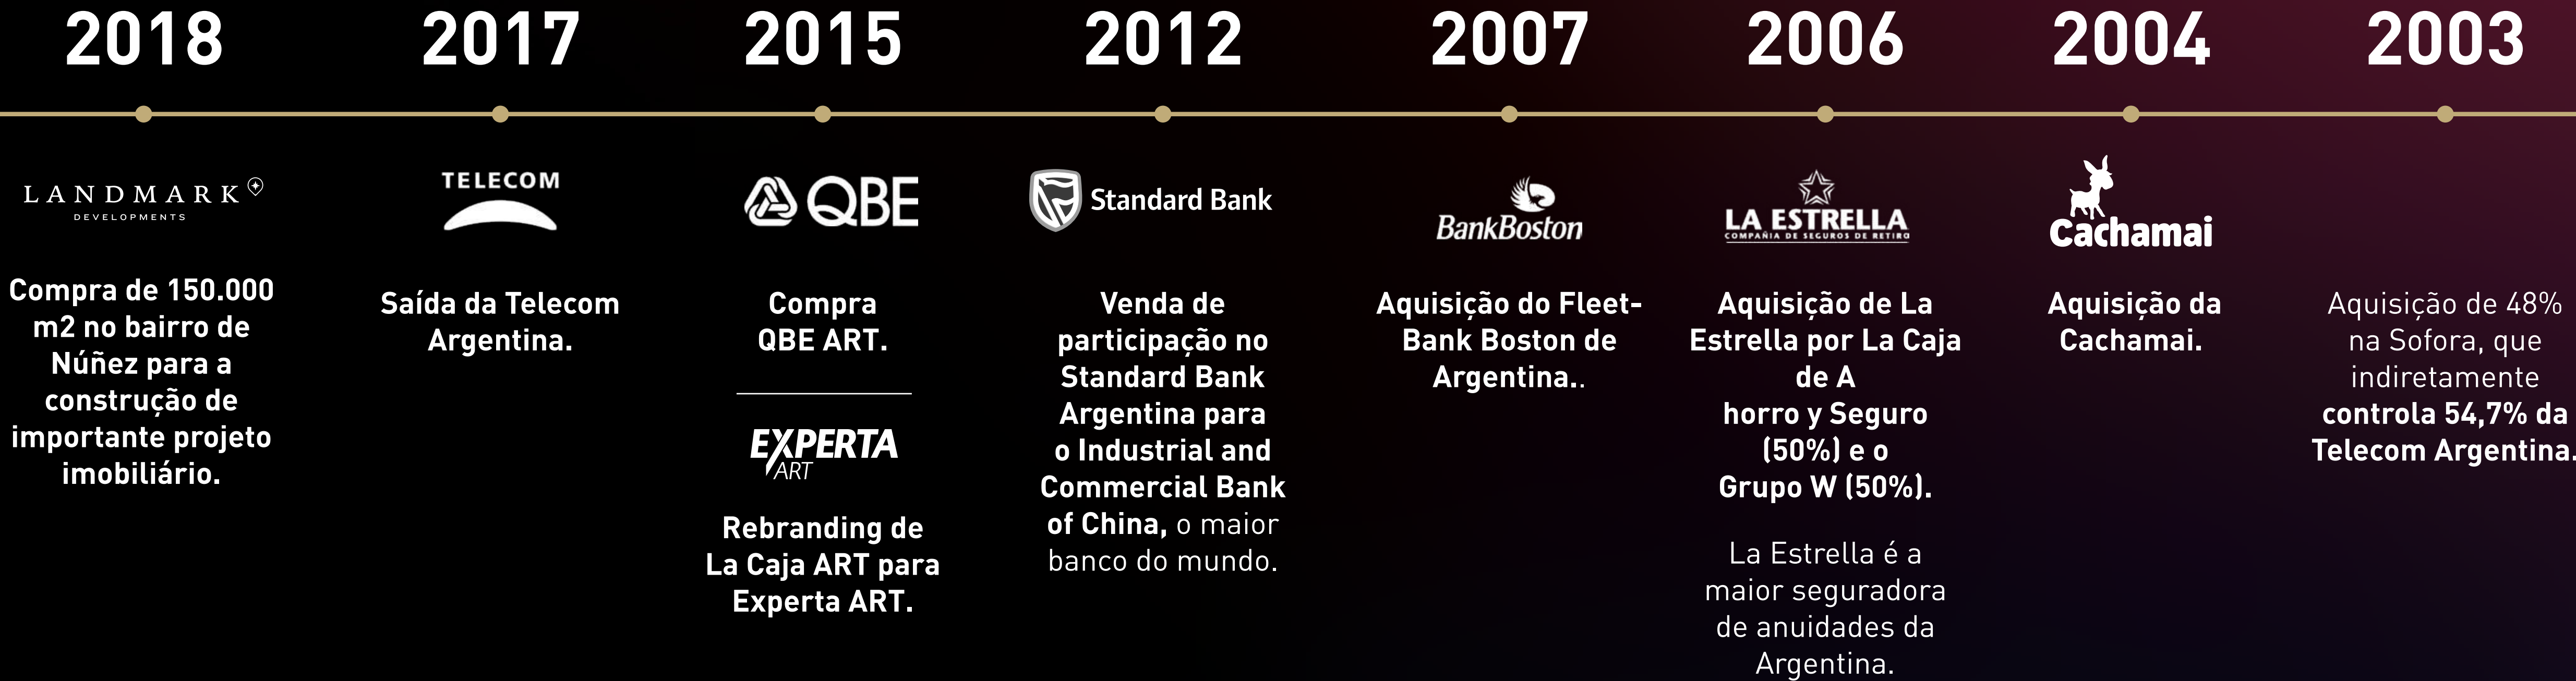 2018
LANDMARK
DEVELOPMENTS
Compra de 150.000
m2 no bairro de
Núñez para a
construção de
importante projeto
imobiliário.
2017
TELECOM
Saída da Telecom
Argentina.
2015
QBE
Compra
QBE ART.
EXPERTA
ART
Rebranding de
La Caja ART para
Experta ART.
2012
Standard Bank
Venda de
participação no
Standard Bank
Argentina para
o Industrial and
Commercial Bank
of China, o maior
banco do mundo.
2007
BankBoston
Aquisição do Fleet-
Bank Boston de
Argentina..
2006
LA ESTRELLA
COMPAÑIA DE SEGUROS DE RETIRO
Aquisição de La
Estrella por La Caja
de A
horro y Seguro
(50%) e o
Grupo W (50%).
La Estrella é a
maior seguradora
de anuidades da
Argentina.
2004
Cachamai
Aquisição da
Cachamai.
2003
Aquisição de 48%
na Sofora, que
indiretamente
controla 54,7% da
Telecom Argentina.